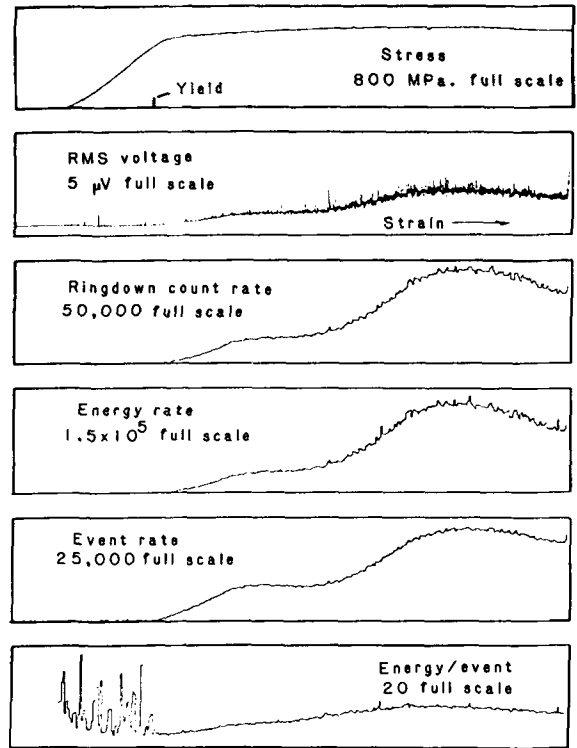 Stress
800 MPa. full scale
Yield
RMS voltage
5 μV full scale
Strain
Ringdown count rate
50,000 full scale
Energy rate
1.5x10⁵ full scale
Event rate
25,000 full scale
Energy/event
20 full scale